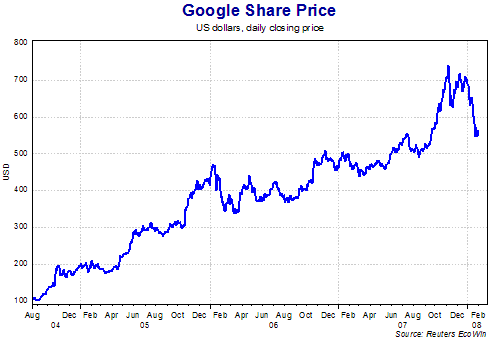 Google Share Price
US dollars, daily closing price
800
700
600
500
400
300
200
100
USD
Aug Dec Feb Apr Jun Aug Oct Dec Feb Apr Jun Aug Oct Dec Feb Apr Jun Aug Oct Dec Feb
04 05 06 07 08
Source: Reuters EcoWin